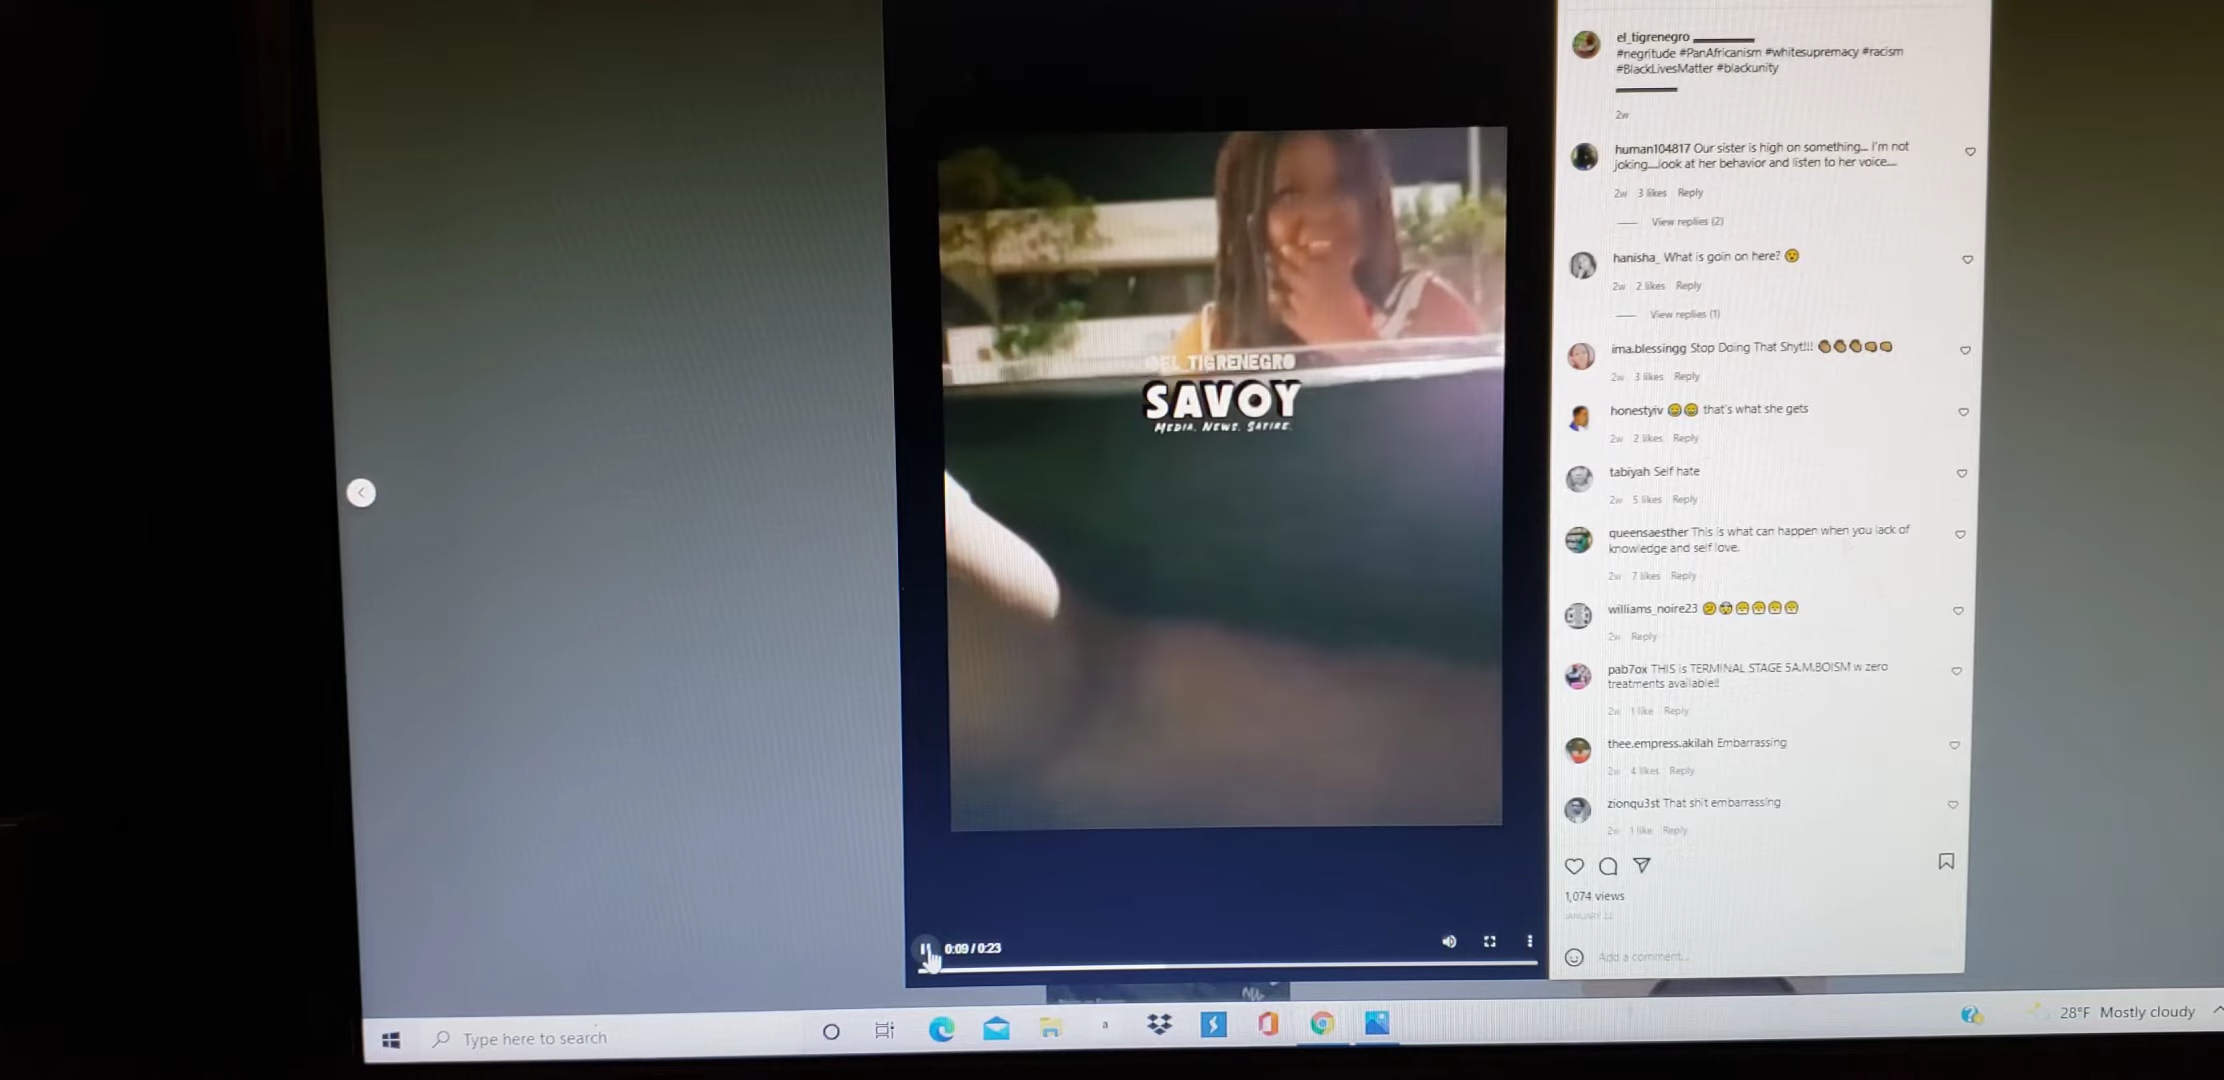 el_tigrenegro
#negritude #PanAfricanism #whitesupremacy #racism
#BlackLivesMatter #blackunity
2w
human104817 Our sister is high on something... I'm not
joking....look at her behavior and listen to her voice....
2w 3 likes Reply
View replies (2)
hanisha_ What is goin on here? 😯
2w 2 likes Reply
View replies (1)
ima.blessingg Stop Doing That Shyt!!!
2w 3 likes Reply
honestyiv that's what she gets
2w 2 likes Reply
tabiyah Self hate
2w 5 likes Reply
queensaesther This is what can happen when you lack of
knowledge and self love.
2w 7 likes Reply
williams_noire23
2w Reply
pab7ox THIS is TERMINAL STAGE 5A.M.BOISM w zero
treatments available!!
2w 1 like Reply
thee.empress.akilah Embarrassing
2w 4 likes Reply
zionqu3st That shit embarrassing
2w 1 like Reply
1,074 views
JANUARY 22
Add a comment...
EL_TIGRENEGRO
SAVOY
MEDIA. NEWS. SATIRE.
0:09 / 0:23
Type here to search
a
28°F Mostly cloudy